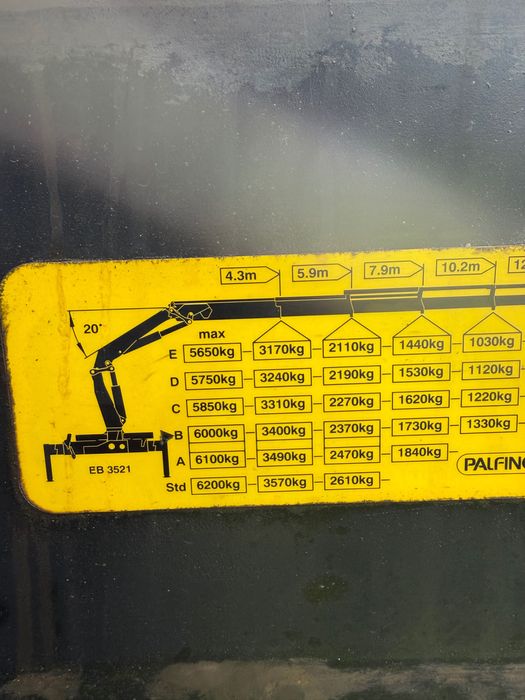 4.3m 5.9m 7.9m 10.2m 12
20°
max
E 5650kg 3170kg 2110kg 1440kg 1030kg
D 5750kg 3240kg 2190kg 1530kg 1120kg
C 5850kg 3310kg 2270kg 1620kg 1220kg
B 6000kg 3400kg 2370kg 1730kg 1330kg
A 6100kg 3490kg 2470kg 1840kg
Std 6200kg 3570kg 2610kg
EB 3521
PALFING